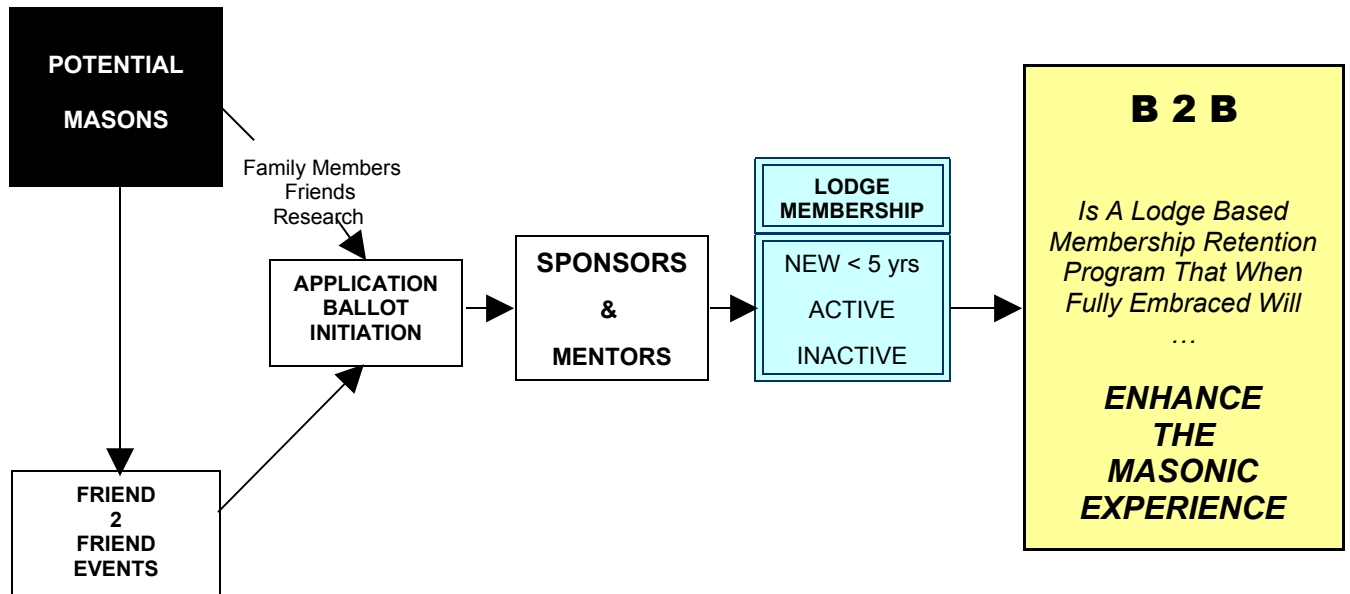 POTENTIAL
MASONS
Family Members
Friends
Research
APPLICATION
BALLOT
INITIATION
FRIEND
2
FRIEND
EVENTS
SPONSORS
&
MENTORS
LODGE
MEMBERSHIP
NEW < 5 yrs
ACTIVE
INACTIVE
B 2 B
Is A Lodge Based
Membership Retention
Program That When
Fully Embraced Will
…
ENHANCE
THE
MASONIC
EXPERIENCE